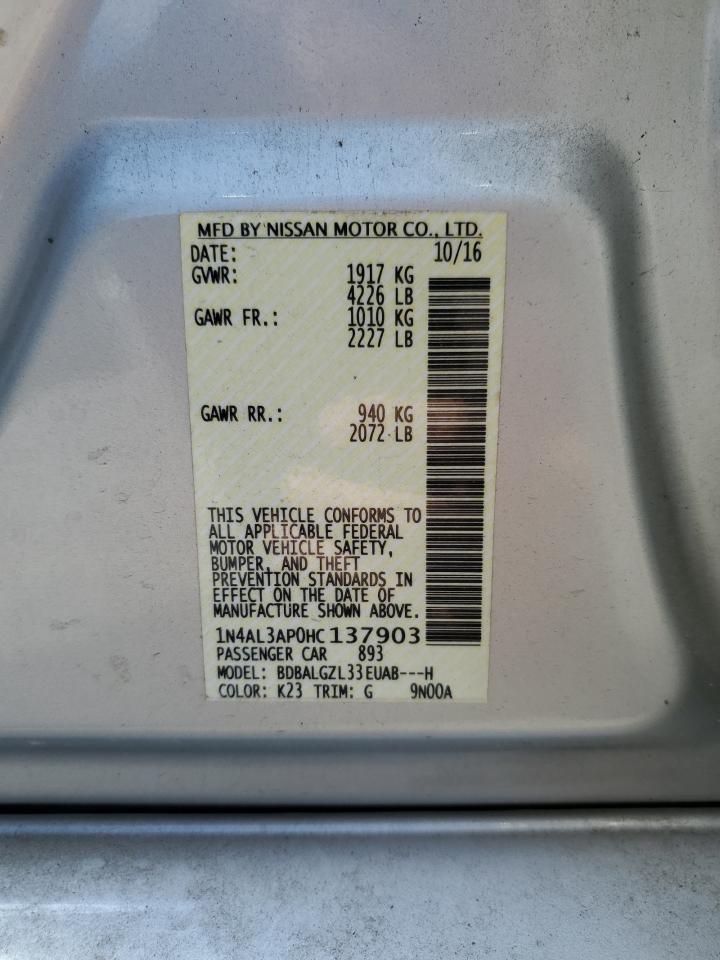 MFD BY NISSAN MOTOR CO., LTD.
DATE: 10/16
GVWR: 1917 KG
4226 LB
GAWR FR.: 1010 KG
2227 LB
GAWR RR.: 940 KG
2072 LB
THIS VEHICLE CONFORMS TO
ALL APPLICABLE FEDERAL
MOTOR VEHICLE SAFETY,
BUMPER, AND THEFT
PREVENTION STANDARDS IN
EFFECT ON THE DATE OF
MANUFACTURE SHOWN ABOVE.
1N4AL3AP0HC137903
PASSENGER CAR 893
MODEL: BDBALGZL33EUAB---H
COLOR: K23 TRIM: G 9N00A